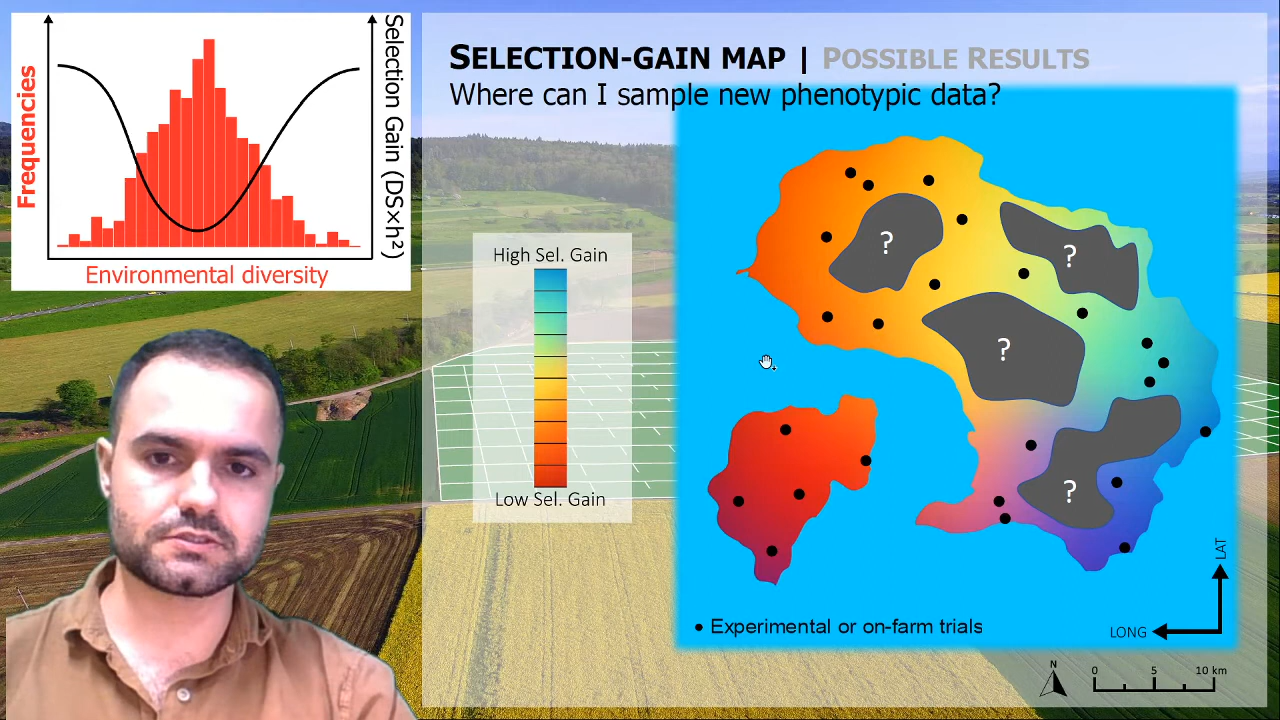 Frequencies
Selection Gain (DS×h²)
Environmental diversity
SELECTION-GAIN MAP | POSSIBLE RESULTS
Where can I sample new phenotypic data?
High Sel. Gain
Low Sel. Gain
?
?
?
?
• Experimental or on-farm trials
LAT
LONG
N
0 5 10 km